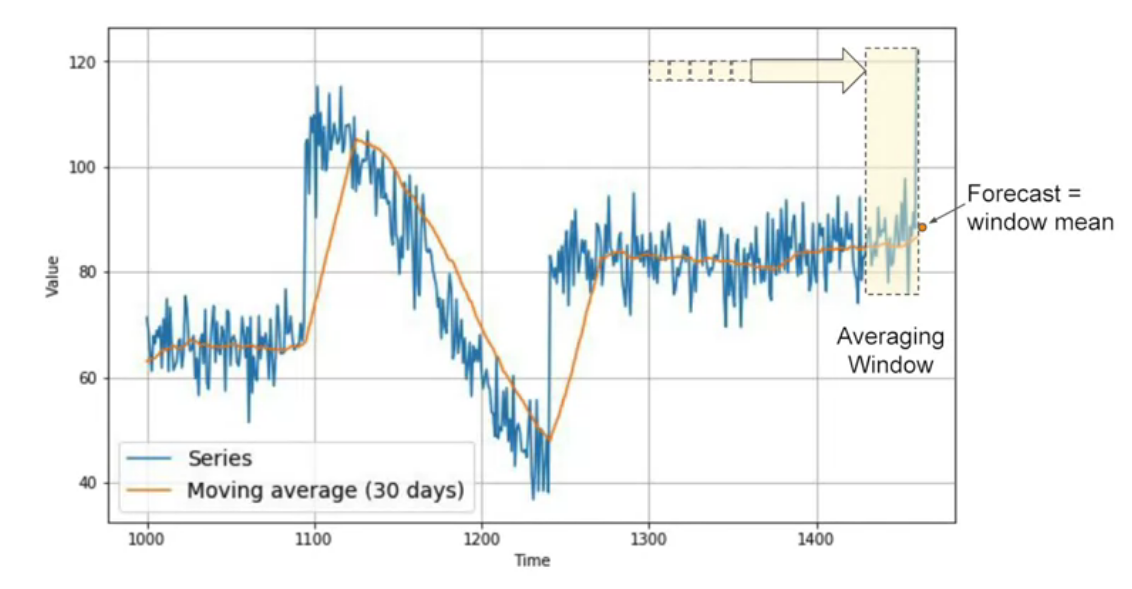 120
100
80
60
40
Value
Series
Moving average (30 days)
1000
1100
1200
1300
1400
Time
Forecast =
window mean
Averaging
Window